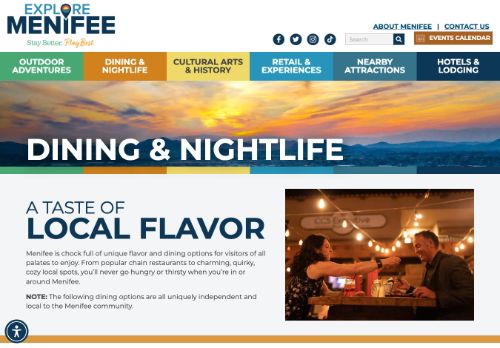 EXPLORE
MENIFEE
Stay Better. Play Best.
ABOUT MENIFEE | CONTACT US
Search
EVENTS CALENDAR
OUTDOOR ADVENTURES
DINING & NIGHTLIFE
CULTURAL ARTS & HISTORY
RETAIL & EXPERIENCES
NEARBY ATTRACTIONS
HOTELS & LODGING
DINING & NIGHTLIFE
A TASTE OF
LOCAL FLAVOR
Menifee is chock full of unique flavor and dining options for visitors of all
palates to enjoy. From popular chain restaurants to charming, quirky,
cozy local spots, you'll never go hungry or thirsty when you're in or
around Menifee.
NOTE: The following dining options are all uniquely independent and
local to the Menifee community.